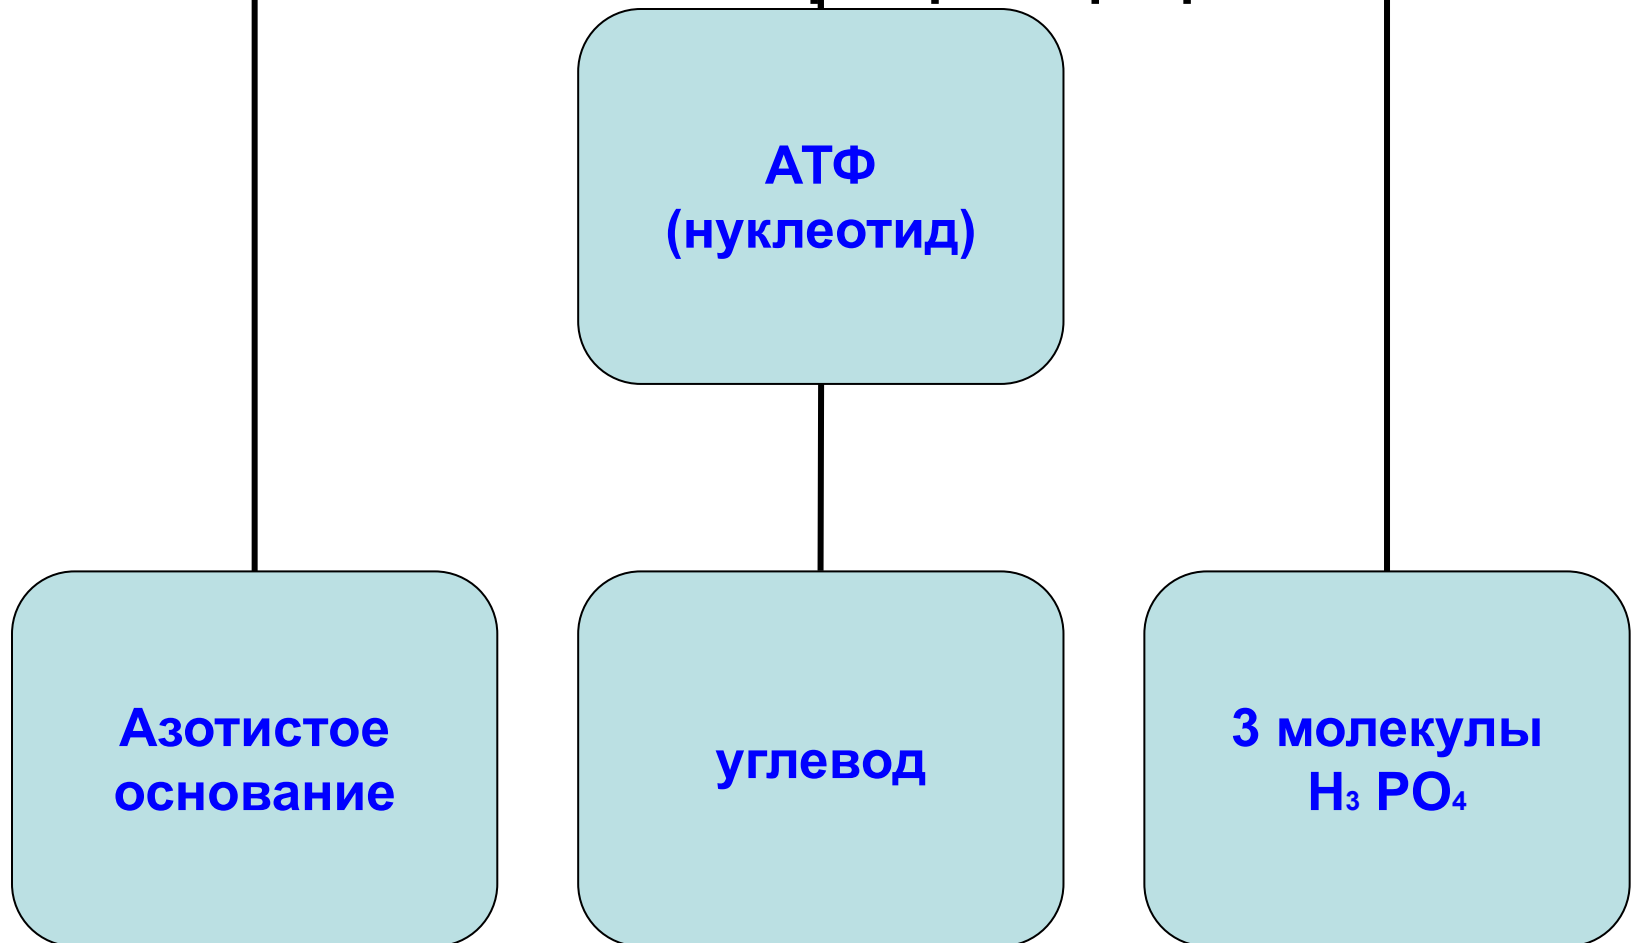 АТФ
(нуклеотид)
Азотистое
основание
углевод
3 молекулы
H₃ PO₄